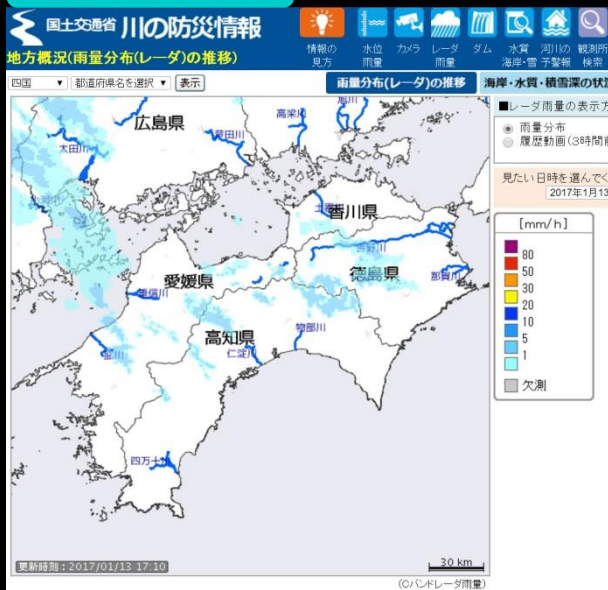 国土交通省 川の防災情報
地方概況(雨量分布(レーダ)の推移)
情報の見方
水位雨量
カメラ
レーダ雨量
ダム
水質海岸・雪
河川の予警報
観測所検索
四国 ▼ 都道府県名を選択 ▼ 表示
雨量分布(レーダ)の推移
海岸・水質・積雪深の状況
広島県
太田川
芦田川
高梁川
旭川
香川県
土器川
吉野川
徳島県
那賀川
愛媛県
重信川
肱川
高知県
物部川
仁淀川
四万十川
更新時刻:2017/01/13 17:10
30 km
(Cバンドレーダ雨量)
■レーダ雨量の表示方
雨量分布
履歴動画(3時間前
見たい日時を選んでく
2017年1月13
[mm/h]
80
50
30
20
10
5
1
欠測